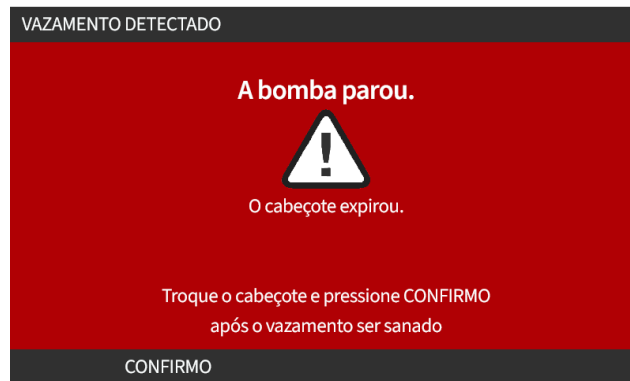 VAZAMENTO DETECTADO
A bomba parou.
!
O cabeçote expirou.
Troque o cabeçote e pressione CONFIRMO
após o vazamento ser sanado
CONFIRMO